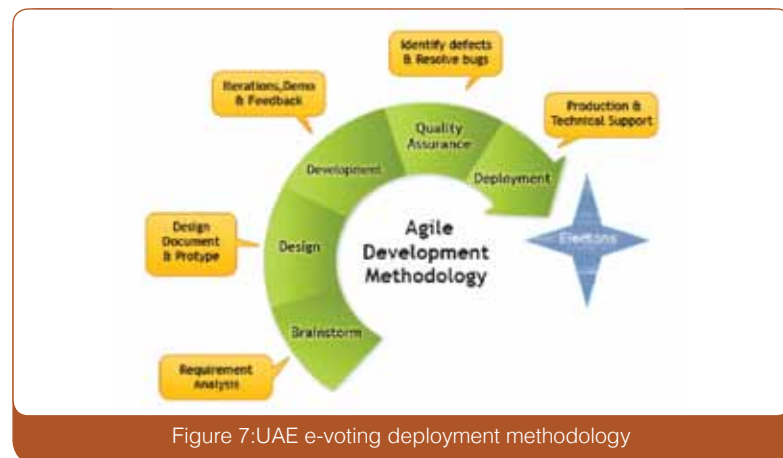 Identify defects
& Resolve bugs
Iterations,Demo
& Feedback
Production &
Technical Support
Quality
Assurance
Development
Deployment
Design
Document
& Protype
Design
Agile
Development
Methodology
Elections
Brainstorm
Requirement
Analysis
Figure 7:UAE e-voting deployment methodology